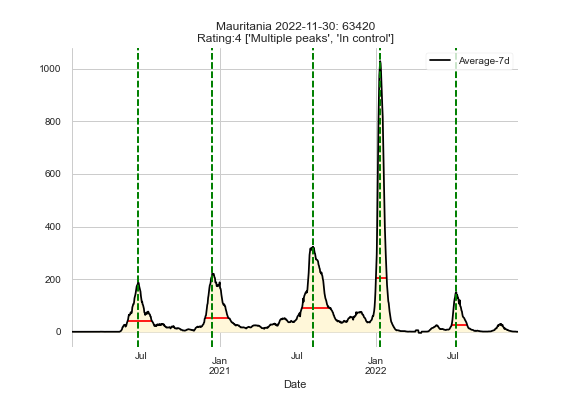 Mauritania 2022-11-30: 63420
Rating:4 ['Multiple peaks', 'In control']
Average-7d
1000
800
600
400
200
0
Jul
Jan
2021
Jul
Jan
2022
Jul
Date